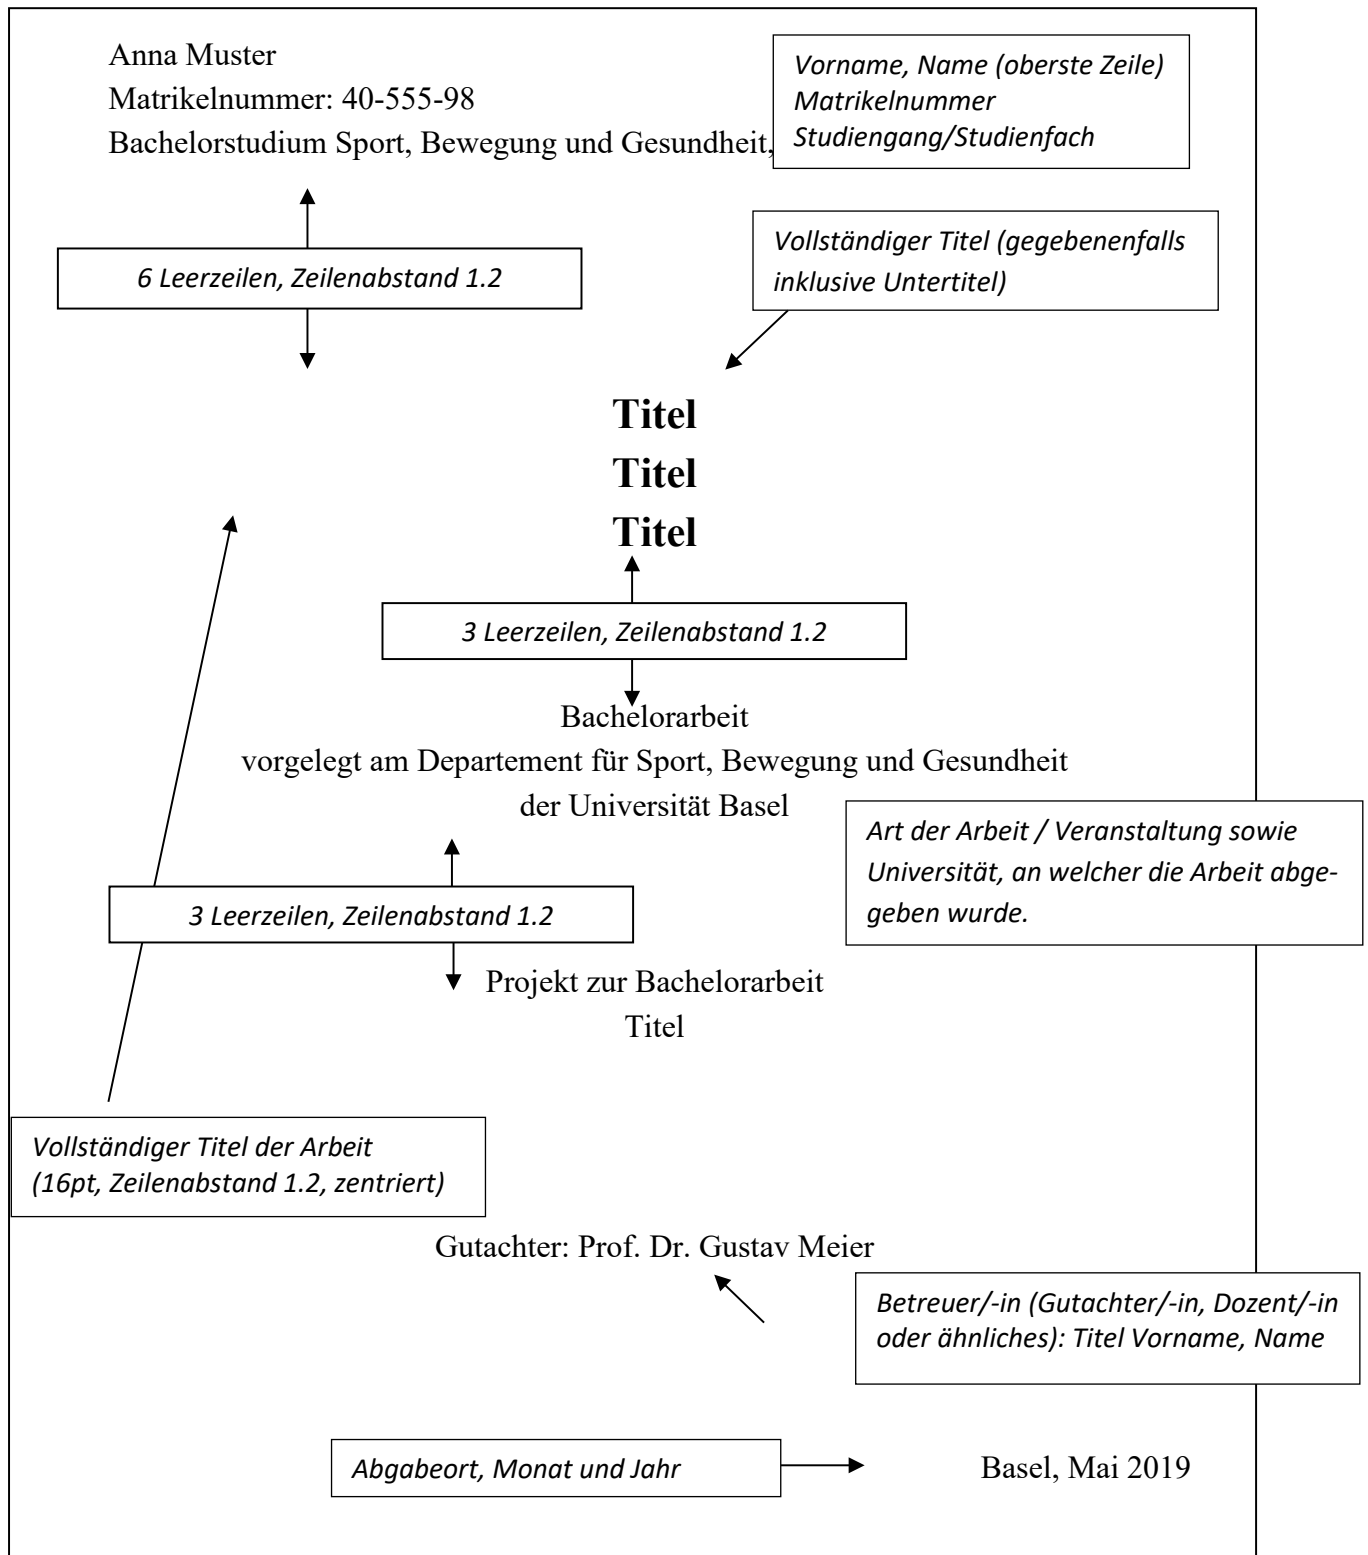 Anna Muster
Matrikelnummer: 40-555-98
Bachelorstudium Sport, Bewegung und Gesundheit,
Vorname, Name (oberste Zeile)
Matrikelnummer
Studiengang/Studienfach
6 Leerzeilen, Zeilenabstand 1.2
Vollständiger Titel (gegebenenfalls
inklusive Untertitel)
Titel
Titel
Titel
3 Leerzeilen, Zeilenabstand 1.2
Bachelorarbeit
vorgelegt am Departement für Sport, Bewegung und Gesundheit
der Universität Basel
Art der Arbeit / Veranstaltung sowie
Universität, an welcher die Arbeit abge-
geben wurde.
3 Leerzeilen, Zeilenabstand 1.2
Projekt zur Bachelorarbeit
Titel
Vollständiger Titel der Arbeit
(16pt, Zeilenabstand 1.2, zentriert)
Gutachter: Prof. Dr. Gustav Meier
Betreuer/-in (Gutachter/-in, Dozent/-in
oder ähnliches): Titel Vorname, Name
Abgabeort, Monat und Jahr
Basel, Mai 2019